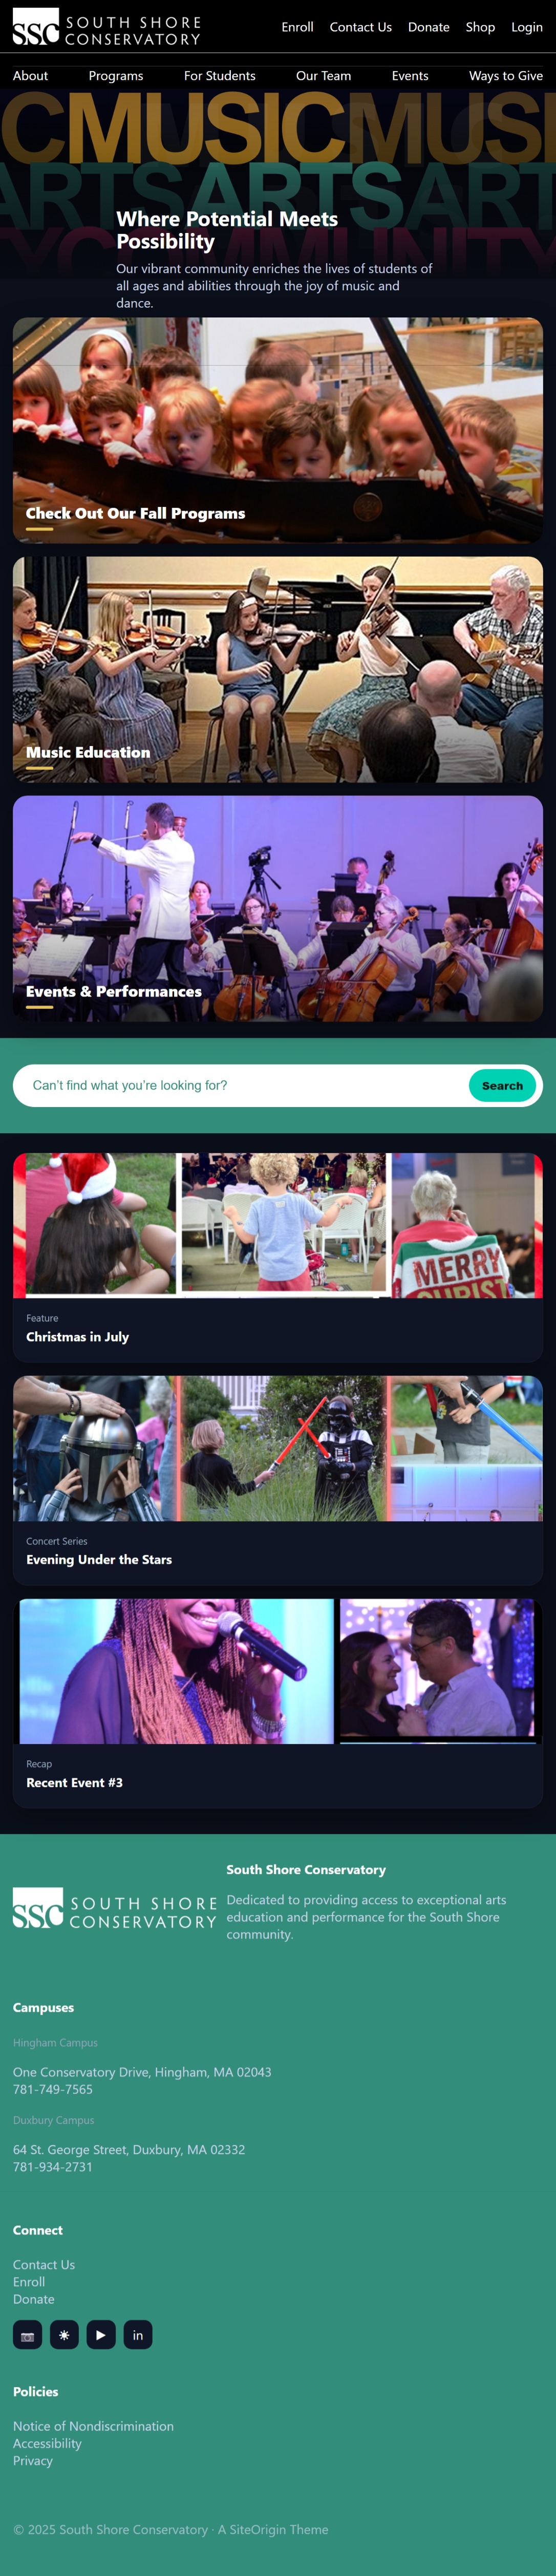 SSC SOUTH SHORE
CONSERVATORY
Enroll Contact Us Donate Shop Login
About Programs For Students Our Team Events Ways to Give
MUSIC MUSIC
ARTS ARTS ART
COMMUNITY
Where Potential Meets
Possibility
Our vibrant community enriches the lives of students of
all ages and abilities through the joy of music and
dance.
Check Out Our Fall Programs
Music Education
Events & Performances
Can't find what you're looking for?
Search
MERRY
CHRIST
Feature
Christmas in July
Concert Series
Evening Under the Stars
Recap
Recent Event #3
SSC SOUTH SHORE
CONSERVATORY
South Shore Conservatory
Dedicated to providing access to exceptional arts
education and performance for the South Shore
community.
Campuses
Hingham Campus
One Conservatory Drive, Hingham, MA 02043
781-749-7565
Duxbury Campus
64 St. George Street, Duxbury, MA 02332
781-934-2731
Connect
Contact Us
Enroll
Donate
in
Policies
Notice of Nondiscrimination
Accessibility
Privacy
© 2025 South Shore Conservatory · A SiteOrigin Theme